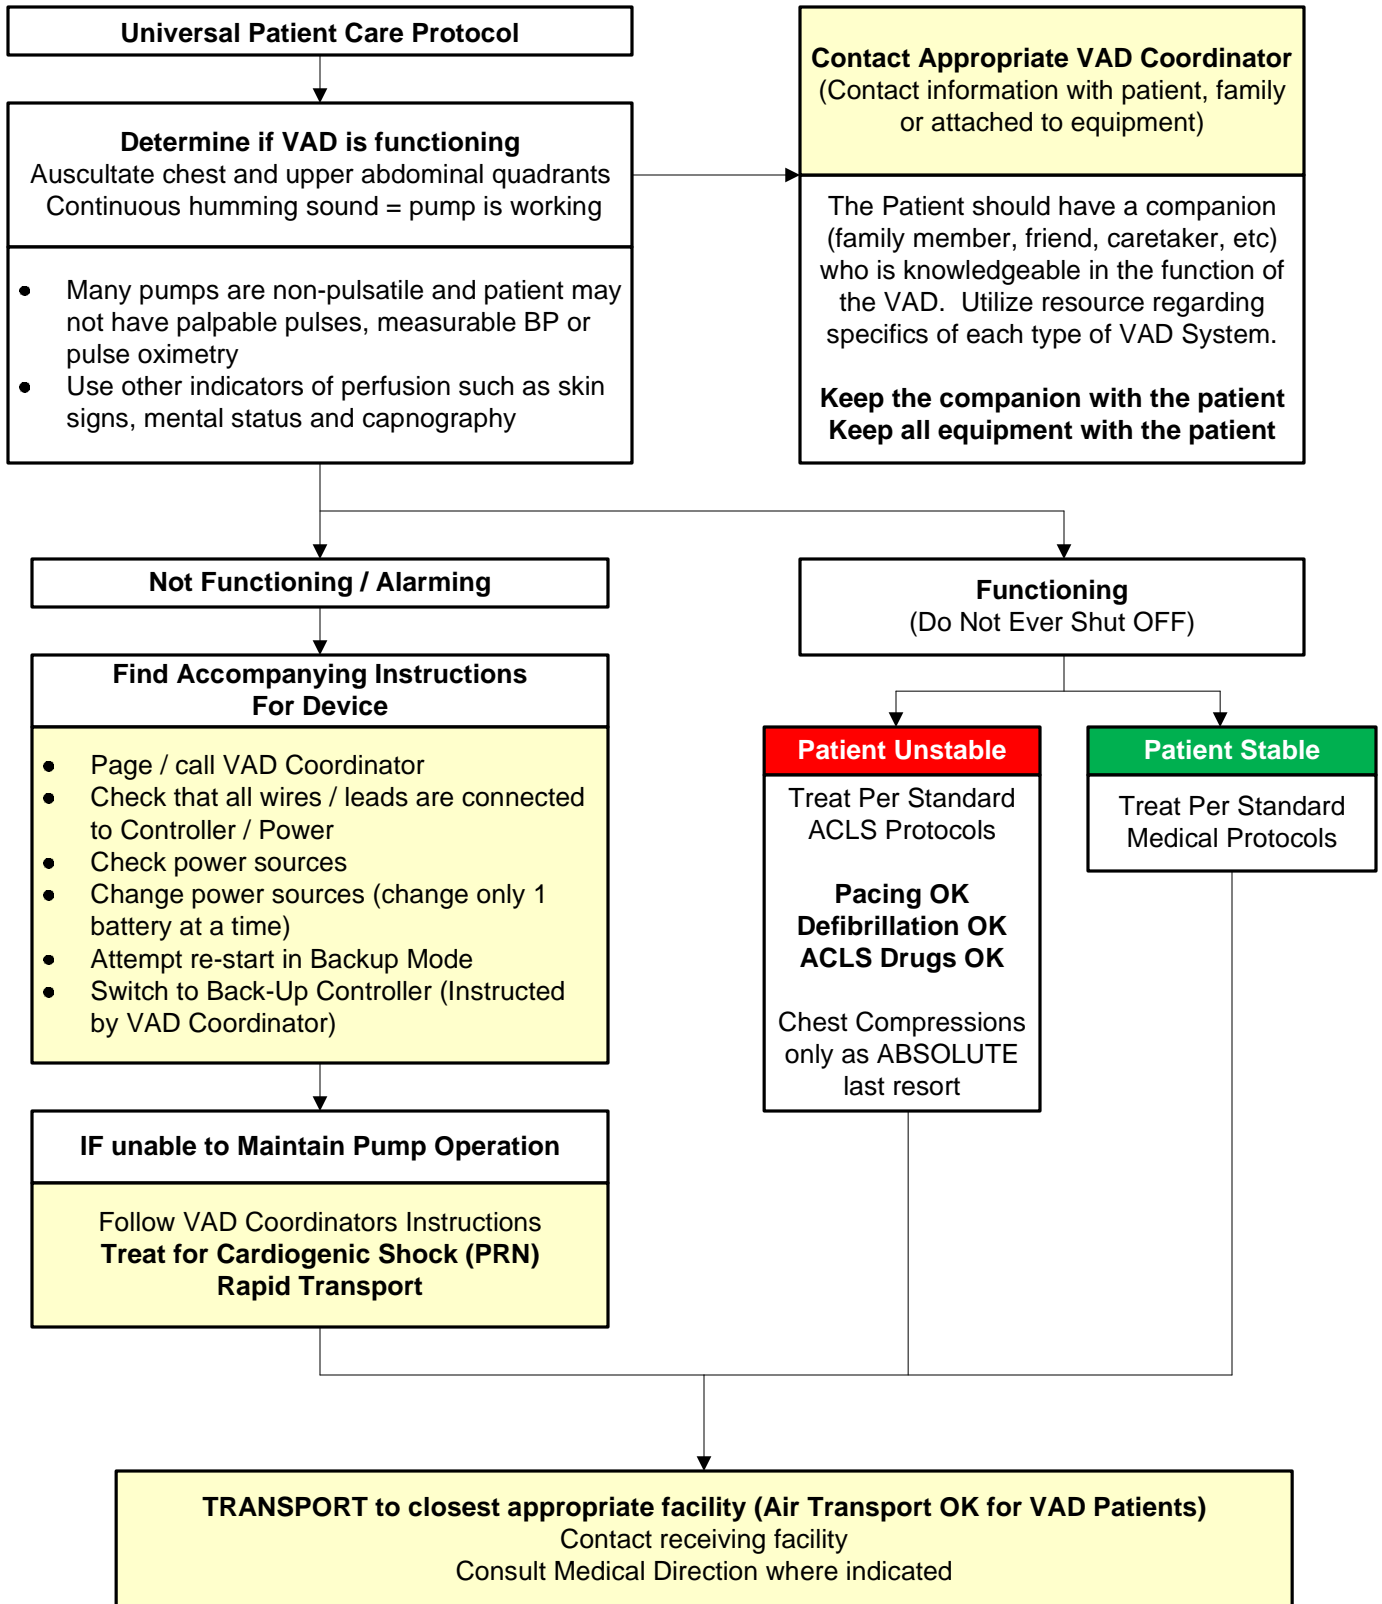 Universal Patient Care Protocol
Contact Appropriate VAD Coordinator
(Contact information with patient, family
or attached to equipment)
Determine if VAD is functioning
Auscultate chest and upper abdominal quadrants
Continuous humming sound = pump is working
The Patient should have a companion
(family member, friend, caretaker, etc)
who is knowledgeable in the function of
the VAD.  Utilize resource regarding
specifics of each type of VAD System.
Keep the companion with the patient
Keep all equipment with the patient
• Many pumps are non-pulsatile and patient may
not have palpable pulses, measurable BP or
pulse oximetry
• Use other indicators of perfusion such as skin
signs, mental status and capnography
Not Functioning / Alarming
Find Accompanying Instructions
For Device
• Page / call VAD Coordinator
• Check that all wires / leads are connected
to Controller / Power
• Check power sources
• Change power sources (change only 1
battery at a time)
• Attempt re-start in Backup Mode
• Switch to Back-Up Controller (Instructed
by VAD Coordinator)
IF unable to Maintain Pump Operation
Follow VAD Coordinators Instructions
Treat for Cardiogenic Shock (PRN)
Rapid Transport
Functioning
(Do Not Ever Shut OFF)
Patient Unstable
Treat Per Standard
ACLS Protocols
Pacing OK
Defibrillation OK
ACLS Drugs OK
Chest Compressions
only as ABSOLUTE
last resort
Patient Stable
Treat Per Standard
Medical Protocols
TRANSPORT to closest appropriate facility (Air Transport OK for VAD Patients)
Contact receiving facility
Consult Medical Direction where indicated